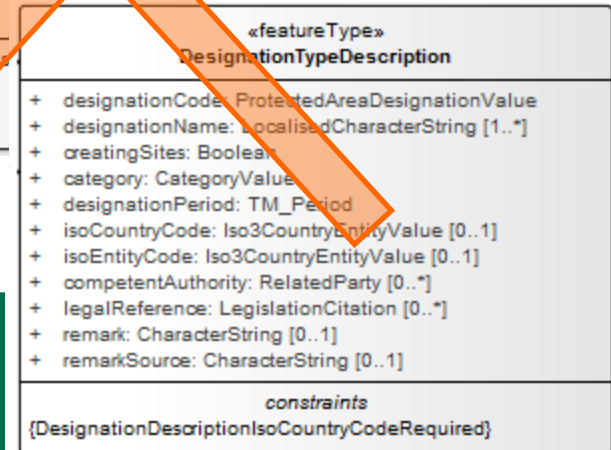 «featureType»
DesignationTypeDescription
+ designationCode: ProtectedAreaDesignationValue
+ designationName: LocalisedCharacterString [1..*]
+ creatingSites: Boolean
+ category: CategoryValue
+ designationPeriod: TM_Period
+ isoCountryCode: Iso3CountryEntityValue [0..1]
+ isoEntityCode: Iso3CountryEntityValue [0..1]
+ competentAuthority: RelatedParty [0..*]
+ legalReference: LegislationCitation [0..*]
+ remark: CharacterString [0..1]
+ remarkSource: CharacterString [0..1]
constraints
{DesignationDescriptionIsoCountryCodeRequired}